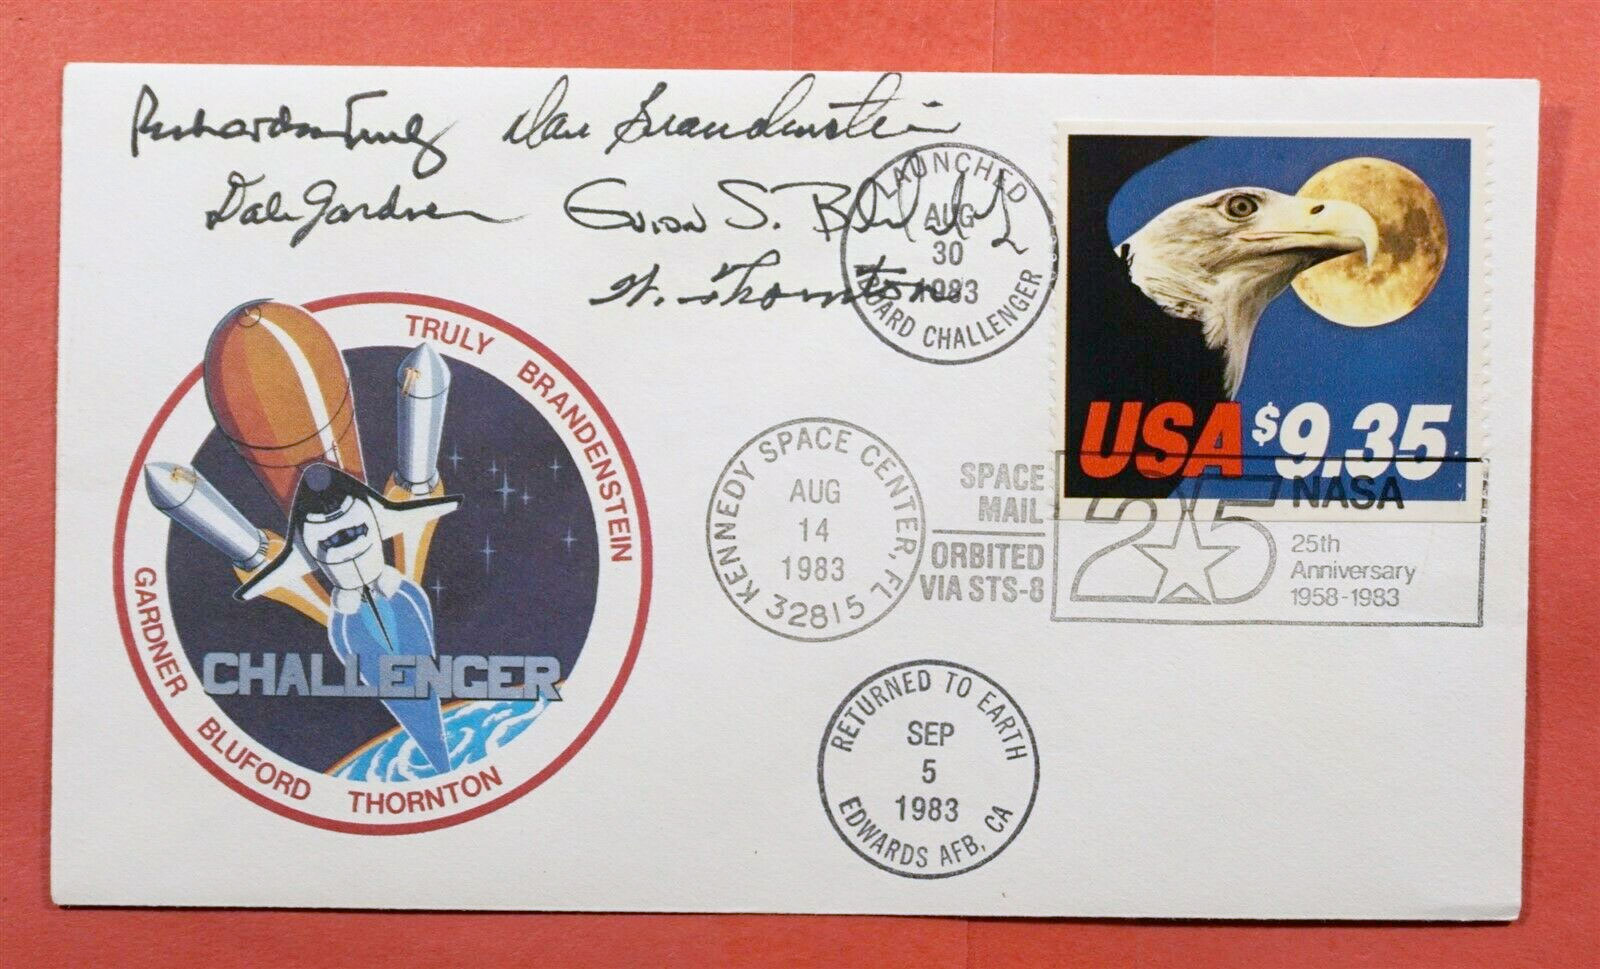 Richard H Truly Dan Brandenstein
Dale Gardner Guion S. Bluford Jr
W. Thornton
LAUNCHED
AUG
30
1983
BOARD CHALLENGER
TRULY BRANDENSTEIN
GARDNER BLUFORD THORNTON
CHALLENGER
USA $9.35
KENNEDY SPACE CENTER, FL
AUG
14
1983
32815
SPACE
MAIL
ORBITED
VIA STS-8
25
NASA
25th
Anniversary
1958-1983
RETURNED TO EARTH
SEP
5
1983
EDWARDS AFB, CA